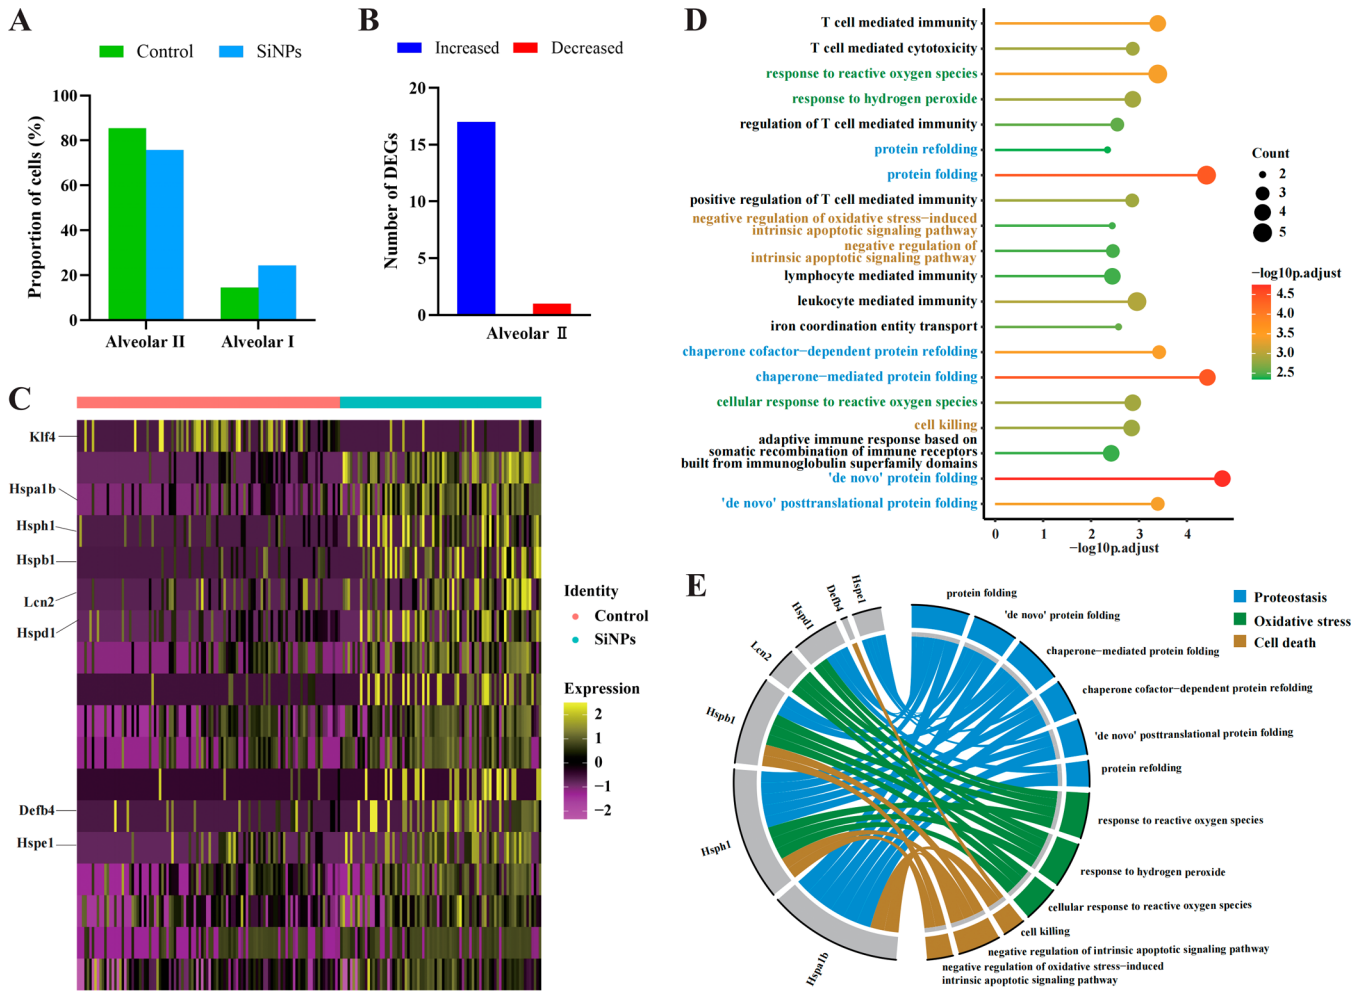 A
Control
SiNPs
Proportion of cells (%)
100
80
60
40
20
0
Alveolar II
Alveolar I
B
Increased
Decreased
Number of DEGs
20
15
10
5
0
Alveolar Ⅱ
C
Klf4
Hspa1b
Hsph1
Hspb1
Lcn2
Hspd1
Defb4
Hspe1
Identity
Control
SiNPs
Expression
2
1
0
−1
−2
D
T cell mediated immunity
T cell mediated cytotoxicity
response to reactive oxygen species
response to hydrogen peroxide
regulation of T cell mediated immunity
protein refolding
protein folding
positive regulation of T cell mediated immunity
negative regulation of oxidative stress−induced
intrinsic apoptotic signaling pathway
negative regulation of
intrinsic apoptotic signaling pathway
lymphocyte mediated immunity
leukocyte mediated immunity
iron coordination entity transport
chaperone cofactor−dependent protein refolding
chaperone−mediated protein folding
cellular response to reactive oxygen species
cell killing
adaptive immune response based on
somatic recombination of immune receptors
built from immunoglobulin superfamily domains
'de novo' protein folding
'de novo' posttranslational protein folding
0
1
2
3
4
−log10p.adjust
Count
2
3
4
5
−log10p.adjust
4.5
4.0
3.5
3.0
2.5
E
Hspe1
Defb4
Hspd1
Lcn2
Hspb1
Hsph1
Hspa1b
protein folding
'de novo' protein folding
chaperone−mediated protein folding
chaperone cofactor−dependent protein refolding
'de novo' posttranslational protein folding
protein refolding
response to reactive oxygen species
response to hydrogen peroxide
cellular response to reactive oxygen species
cell killing
negative regulation of intrinsic apoptotic signaling pathway
negative regulation of oxidative stress−induced
intrinsic apoptotic signaling pathway
Proteostasis
Oxidative stress
Cell death